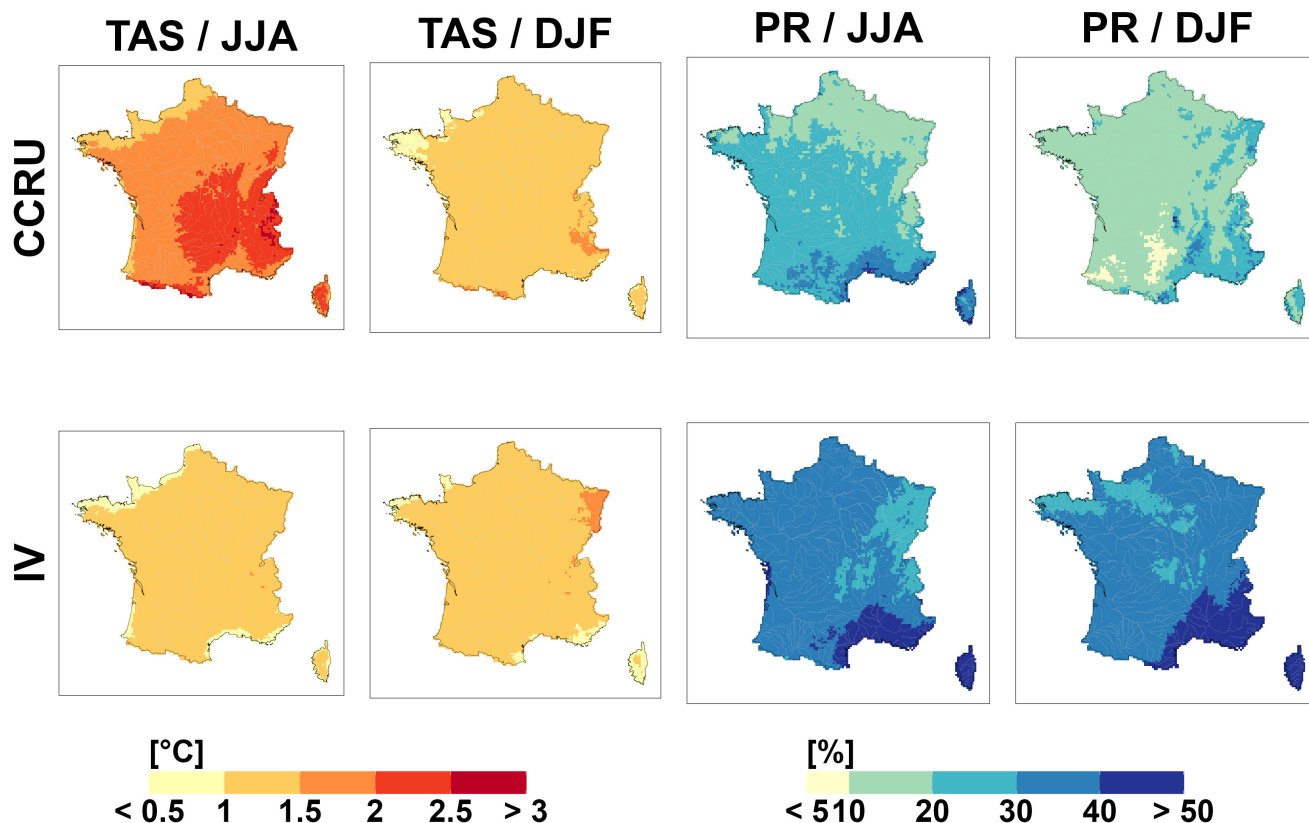 TAS / JJA TAS / DJF PR / JJA PR / DJF
CCRU
IV
[°C] [%]
< 0.5 1 1.5 2 2.5 > 3 < 5 10 20 30 40 > 50